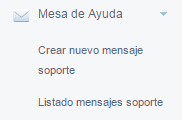 Mesa de Ayuda
Crear nuevo mensaje
soporte
Listado mensajes soporte